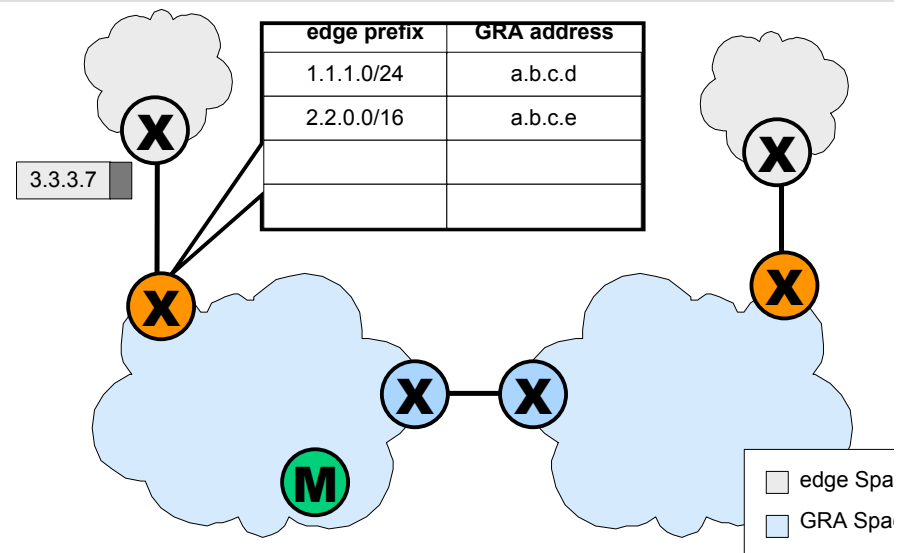 edge prefix GRA address
1.1.1.0/24 a.b.c.d
2.2.0.0/16 a.b.c.e
X
X
3.3.3.7
X
X
X
X
M
edge Spa
GRA Spa